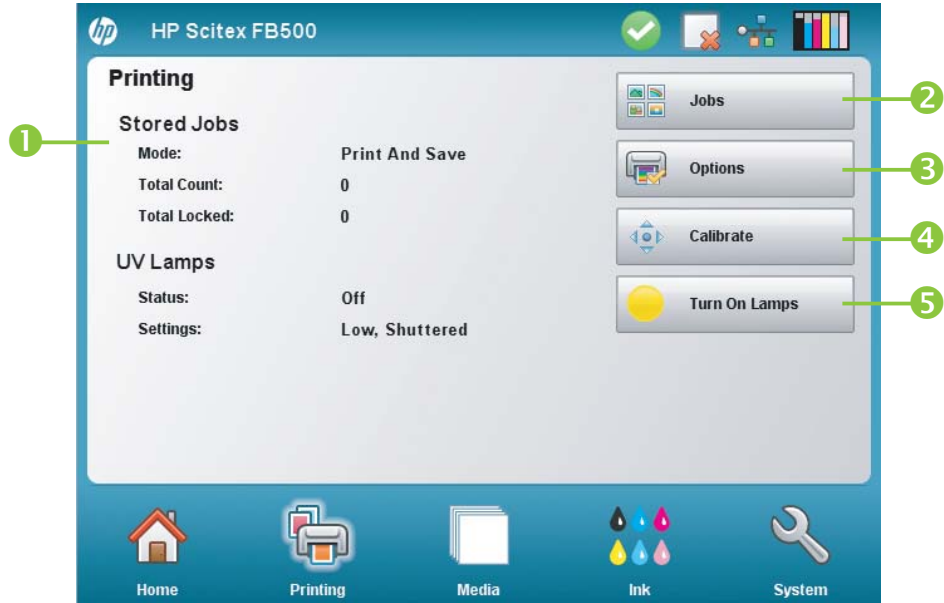 hp HP Scitex FB500
Printing
Stored Jobs
Mode: Print And Save
Total Count: 0
Total Locked: 0
UV Lamps
Status: Off
Settings: Low, Shuttered
Jobs
Options
Calibrate
Turn On Lamps
1
2
3
4
5
Home Printing Media Ink System